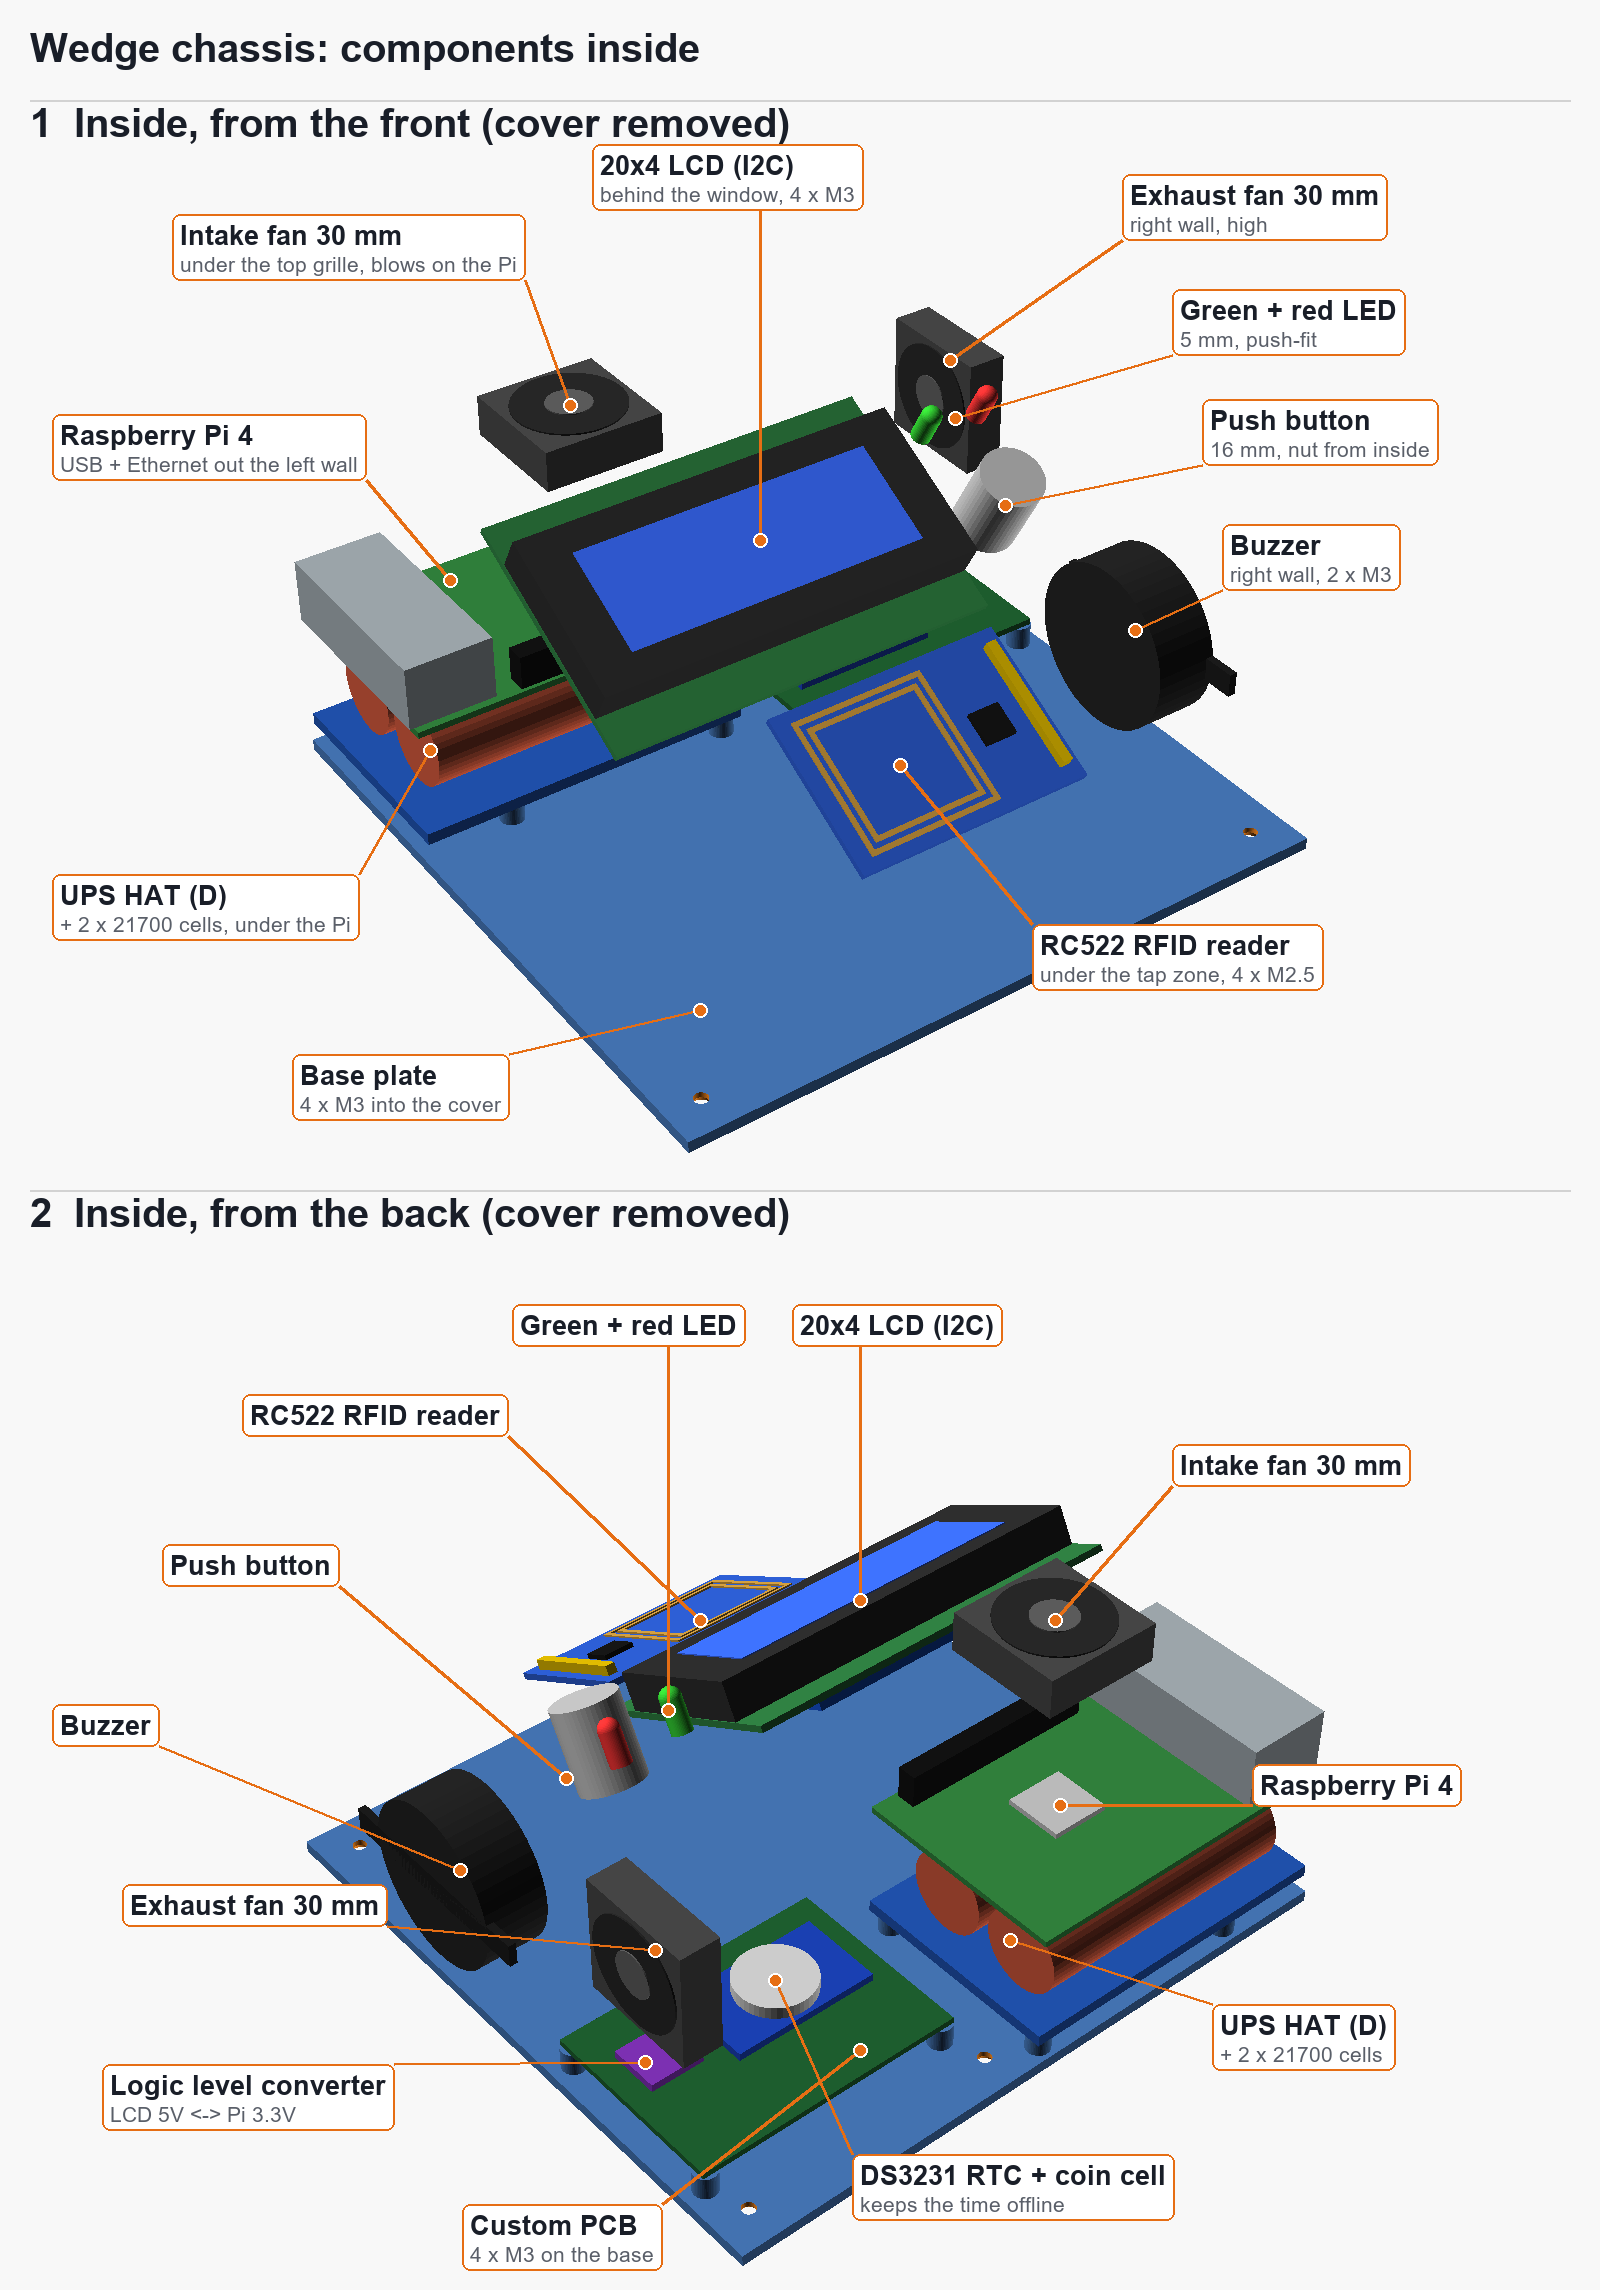 Wedge chassis: components inside
1 Inside, from the front (cover removed)
20x4 LCD (I2C)
behind the window, 4 x M3
Exhaust fan 30 mm
right wall, high
Intake fan 30 mm
under the top grille, blows on the Pi
Green + red LED
5 mm, push-fit
Raspberry Pi 4
USB + Ethernet out the left wall
Push button
16 mm, nut from inside
Buzzer
right wall, 2 x M3
UPS HAT (D)
+ 2 x 21700 cells, under the Pi
RC522 RFID reader
under the tap zone, 4 x M2.5
Base plate
4 x M3 into the cover
2 Inside, from the back (cover removed)
Green + red LED
20x4 LCD (I2C)
RC522 RFID reader
Intake fan 30 mm
Push button
Buzzer
Raspberry Pi 4
Exhaust fan 30 mm
UPS HAT (D)
+ 2 x 21700 cells
Logic level converter
LCD 5V <-> Pi 3.3V
DS3231 RTC + coin cell
keeps the time offline
Custom PCB
4 x M3 on the base